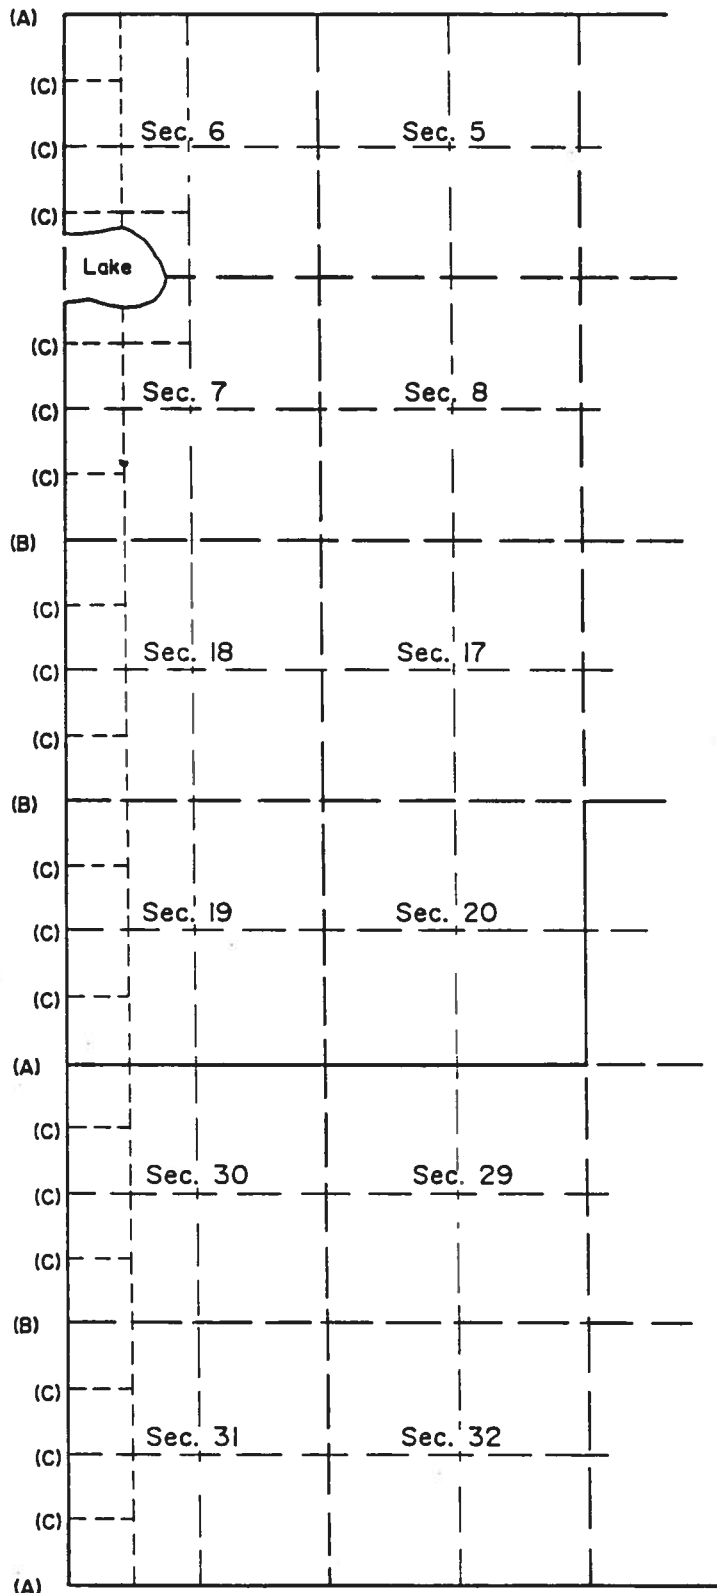 (A)
(C)
Sec. 6 Sec. 5
(C)
(C)
Lake
(C)
Sec. 7 Sec. 8
(C)
(C)
(B)
(C)
Sec. 18 Sec. 17
(C)
(C)
(B)
(C)
Sec. 19 Sec. 20
(C)
(C)
(A)
(C)
Sec. 30 Sec. 29
(C)
(C)
(B)
(C)
Sec. 31 Sec. 32
(C)
(C)
(A)